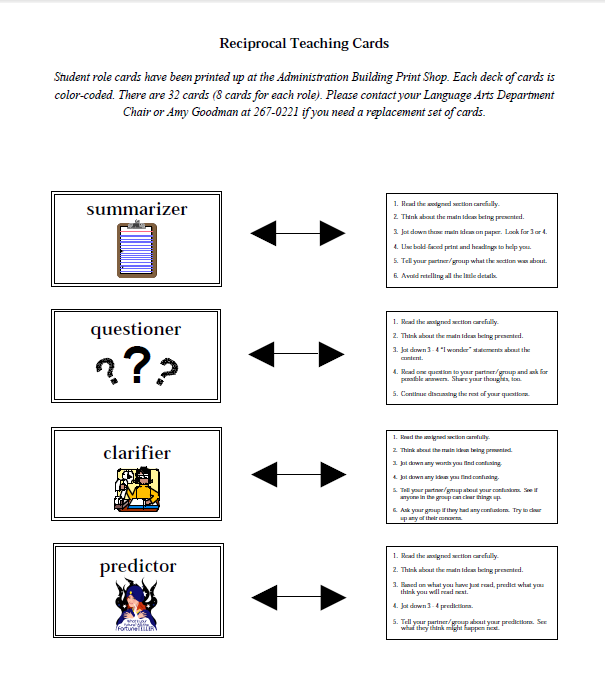 Reciprocal Teaching Cards
Student role cards have been printed up at the Administration Building Print Shop. Each deck of cards is
color-coded. There are 32 cards (8 cards for each role). Please contact your Language Arts Department
Chair or Amy Goodman at 267-0221 if you need a replacement set of cards.
summarizer
1. Read the assigned section carefully.
2. Think about the main ideas being presented.
3. Jot down those main ideas on paper. Look for 3 or 4.
4. Use bold-faced print and headings to help you.
5. Tell your partner/group what the section was about.
6. Avoid retelling all the little details.
questioner
???
1. Read the assigned section carefully.
2. Think about the main ideas being presented.
3. Jot down 3 - 4 "I wonder" statements about the
content.
4. Read one question to your partner/group and ask for
possible answers. Share your thoughts, too.
5. Continue discussing the rest of your questions.
clarifier
1. Read the assigned section carefully.
2. Think about the main ideas being presented.
3. Jot down any words you find confusing.
4. Jot down any ideas you find confusing.
5. Tell your partner/group about your confusions. See if
anyone in the group can clear things up.
6. Ask your group if they had any confusions. Try to clear
up any of their concerns.
predictor
FORTUNETELLER
1. Read the assigned section carefully.
2. Think about the main ideas being presented.
3. Based on what you have just read, predict what you
think you will read next.
4. Jot down 3 - 4 predictions.
5. Tell your partner/group about your predictions. See
what they think might happen next.